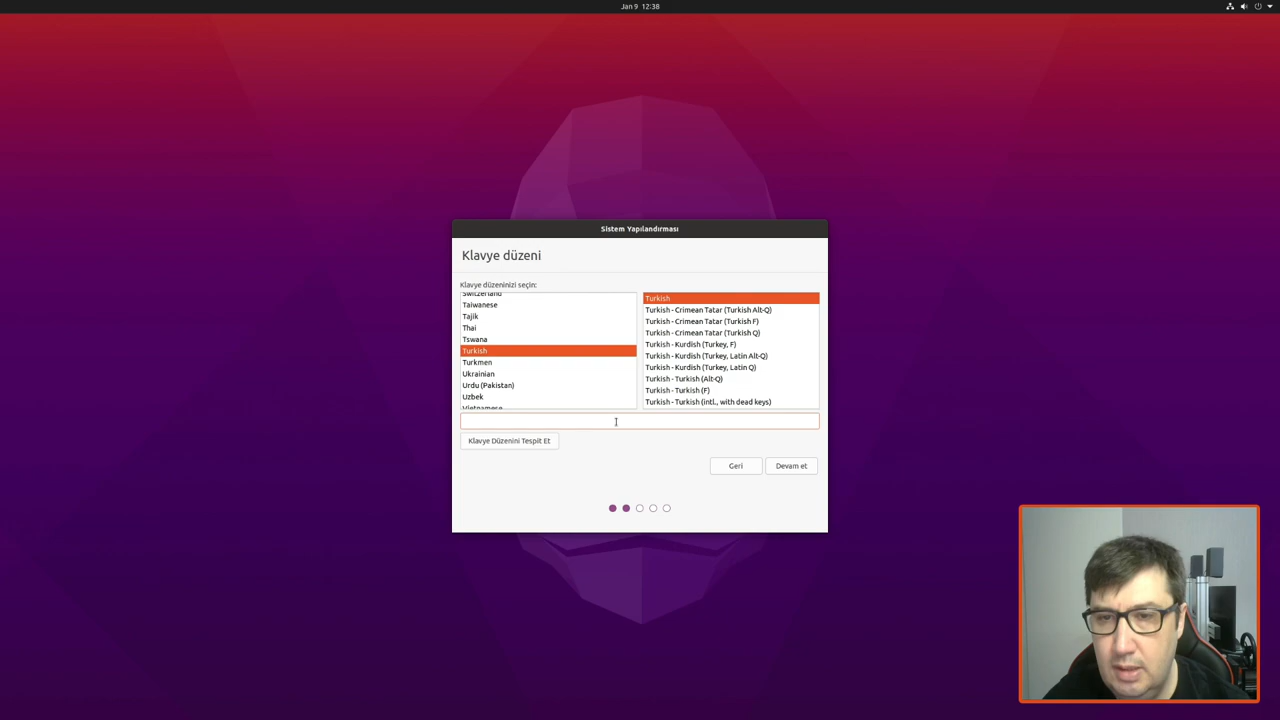 Jan 9 12:38
Sistem Yapılandırması
Klavye düzeni
Klavye düzeninizi seçin:
Switzerland
Taiwanese
Tajik
Thai
Tswana
Turkish
Turkmen
Ukrainian
Urdu (Pakistan)
Uzbek
Vietnamese
Turkish
Turkish - Crimean Tatar (Turkish Alt-Q)
Turkish - Crimean Tatar (Turkish F)
Turkish - Crimean Tatar (Turkish Q)
Turkish - Kurdish (Turkey, F)
Turkish - Kurdish (Turkey, Latin Alt-Q)
Turkish - Kurdish (Turkey, Latin Q)
Turkish - Turkish (Alt-Q)
Turkish - Turkish (F)
Turkish - Turkish (intl., with dead keys)
Klavye Düzenini Tespit Et
Geri
Devam et